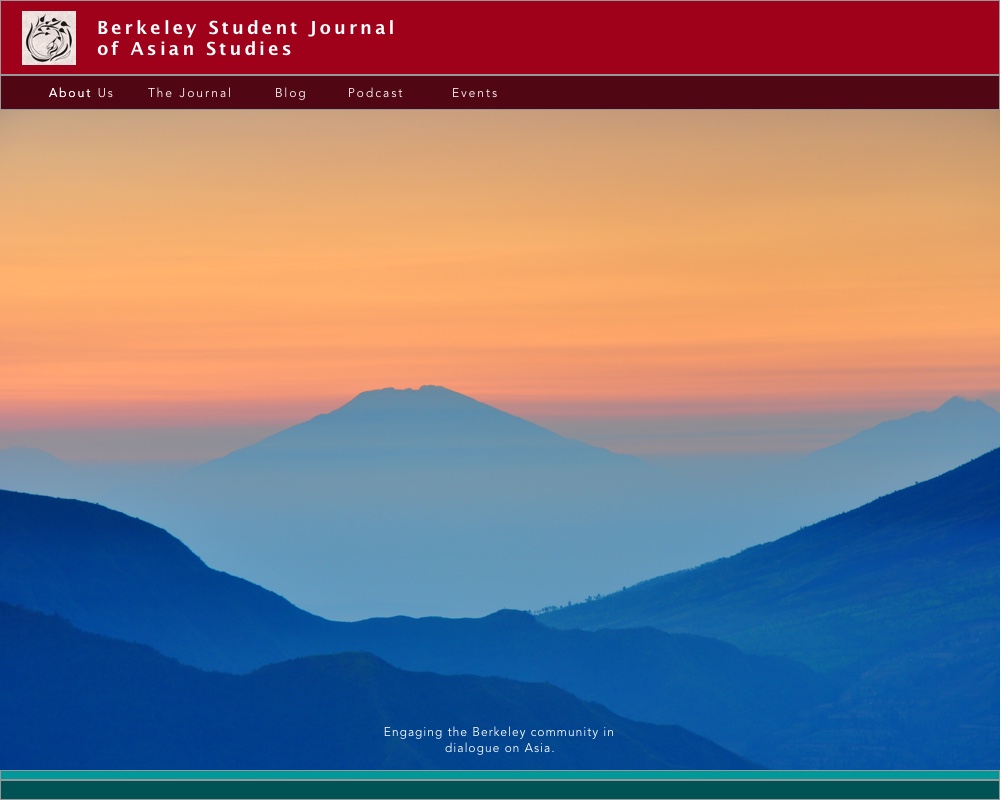 Berkeley Student Journal
of Asian Studies
About Us
The Journal
Blog
Podcast
Events
Engaging the Berkeley community in
dialogue on Asia.